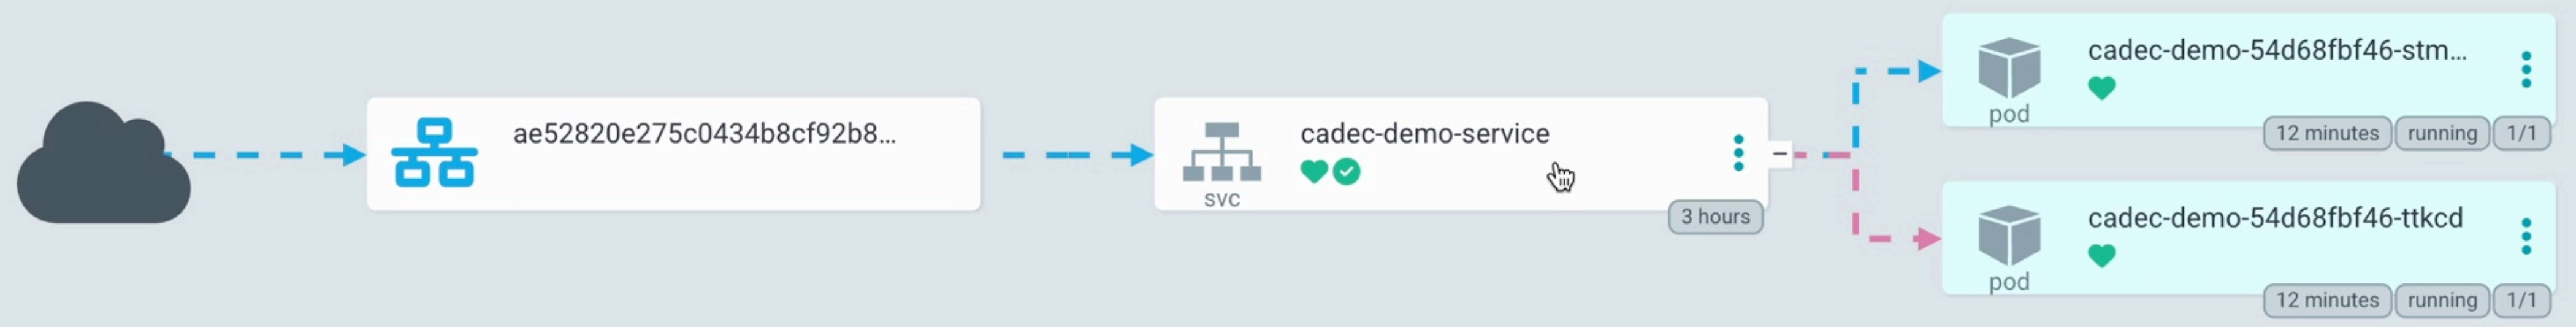 ae52820e275c0434b8cf92b8...
cadec-demo-service
svc
3 hours
cadec-demo-54d68fbf46-stm...
pod
12 minutes running 1/1
cadec-demo-54d68fbf46-ttkcd
pod
12 minutes running 1/1